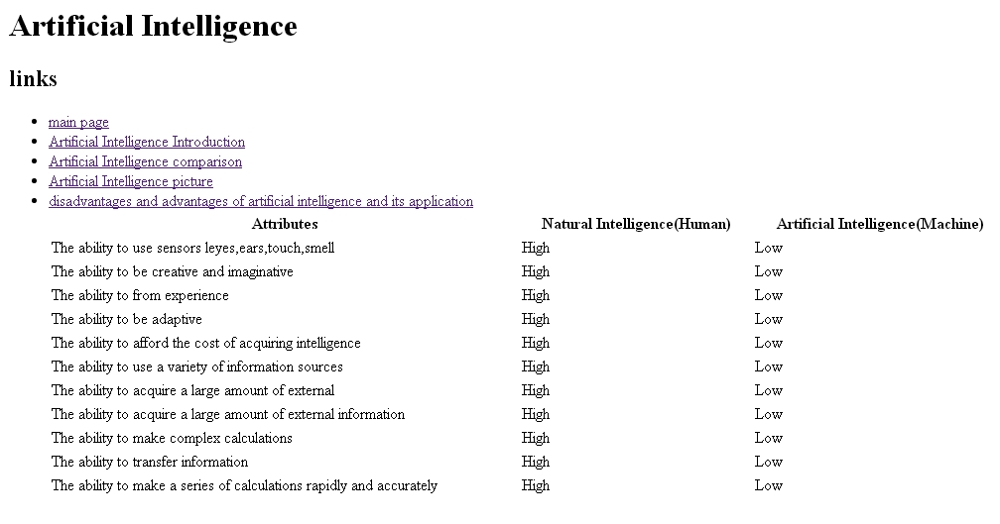 Artificial Intelligence
links
main page
Artificial Intelligence Introduction
Artificial Intelligence comparison
Artificial Intelligence picture
disadvantages and advantages of artificial intelligence and its application
Attributes Natural Intelligence(Human) Artificial Intelligence(Machine)
The ability to use sensors leyes,ears,touch,smell High Low
The ability to be creative and imaginative High Low
The ability to from experience High Low
The ability to be adaptive High Low
The ability to afford the cost of acquiring intelligence High Low
The ability to use a variety of information sources High Low
The ability to acquire a large amount of external High Low
The ability to acquire a large amount of external information High Low
The ability to make complex calculations High Low
The ability to transfer information High Low
The ability to make a series of calculations rapidly and accurately High Low